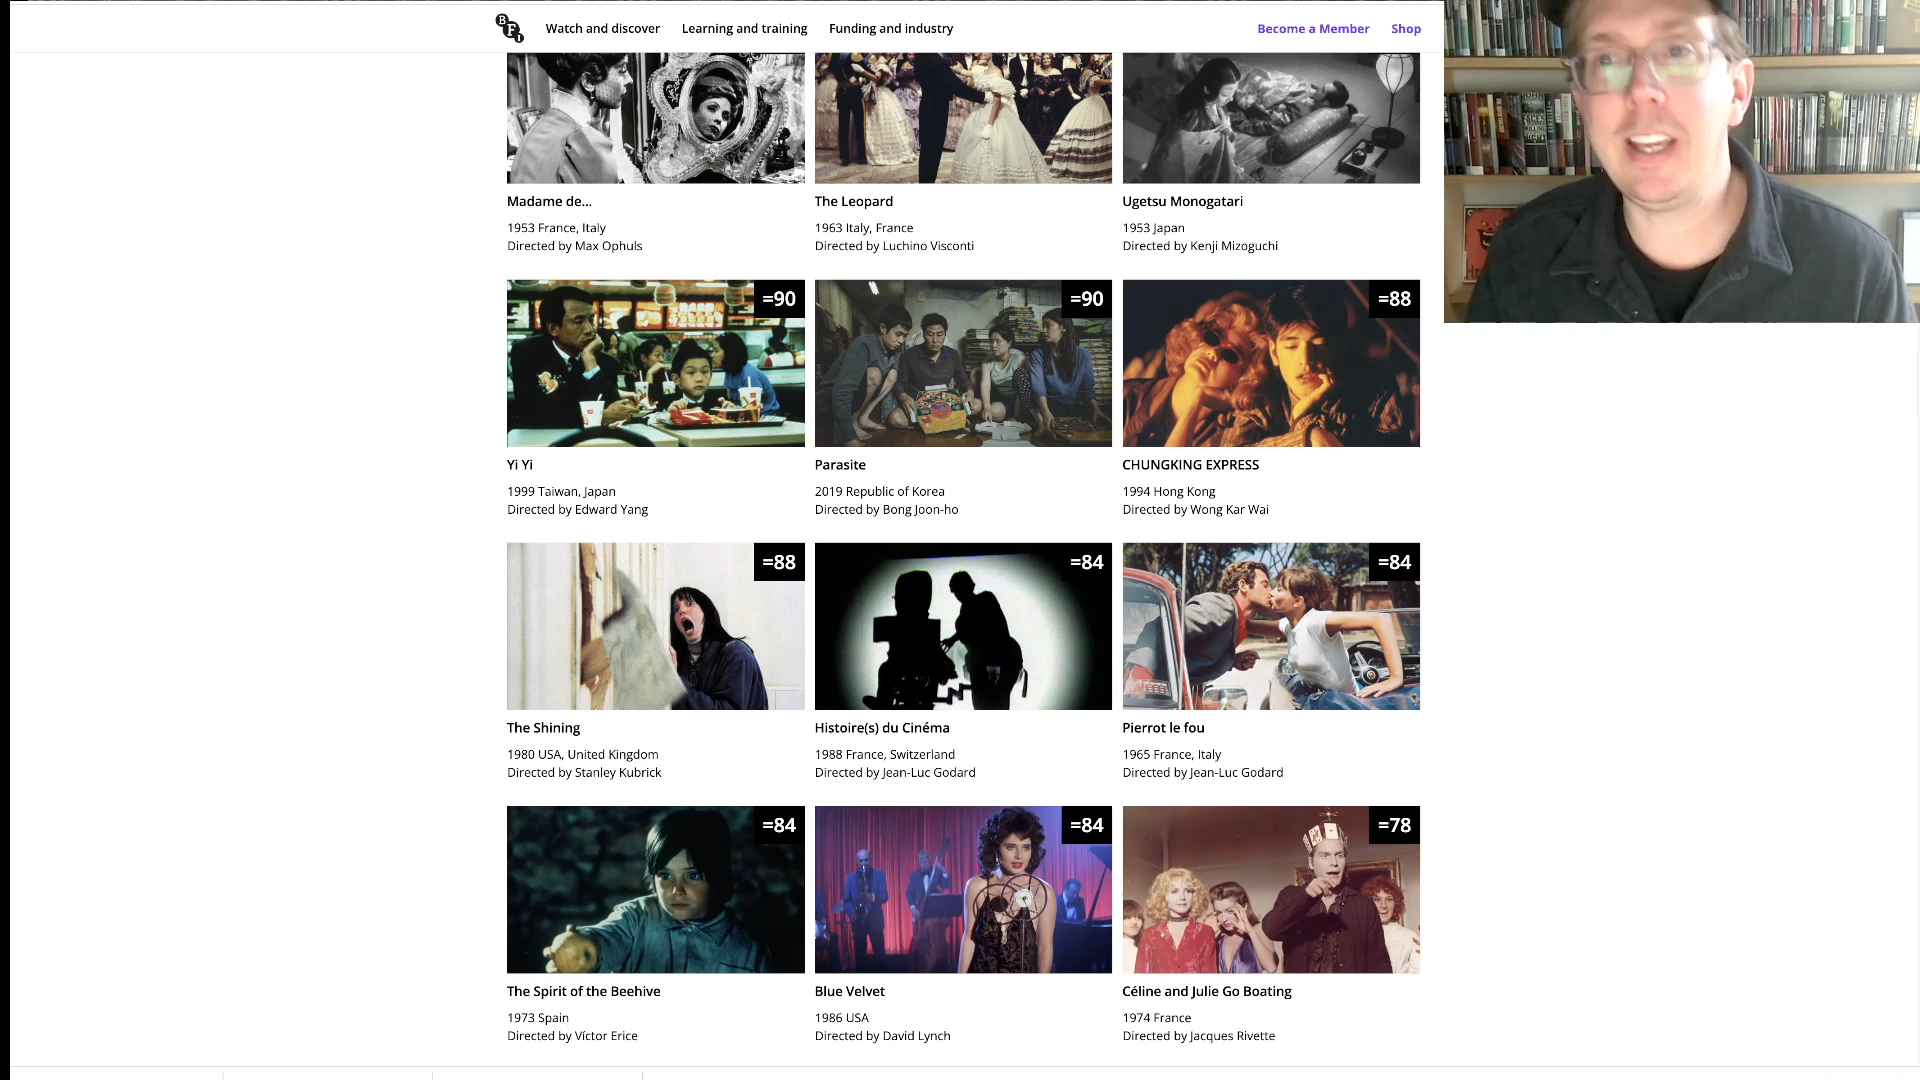 BFI
Watch and discover
Learning and training
Funding and industry
Become a Member
Shop
Madame de...
1953 France, Italy
Directed by Max Ophuls
The Leopard
1963 Italy, France
Directed by Luchino Visconti
Ugetsu Monogatari
1953 Japan
Directed by Kenji Mizoguchi
=90
Yi Yi
1999 Taiwan, Japan
Directed by Edward Yang
=90
Parasite
2019 Republic of Korea
Directed by Bong Joon-ho
=88
CHUNGKING EXPRESS
1994 Hong Kong
Directed by Wong Kar Wai
=88
The Shining
1980 USA, United Kingdom
Directed by Stanley Kubrick
=84
Histoire(s) du Cinéma
1988 France, Switzerland
Directed by Jean-Luc Godard
=84
Pierrot le fou
1965 France, Italy
Directed by Jean-Luc Godard
=84
The Spirit of the Beehive
1973 Spain
Directed by Víctor Erice
=84
Blue Velvet
1986 USA
Directed by David Lynch
=78
Céline and Julie Go Boating
1974 France
Directed by Jacques Rivette